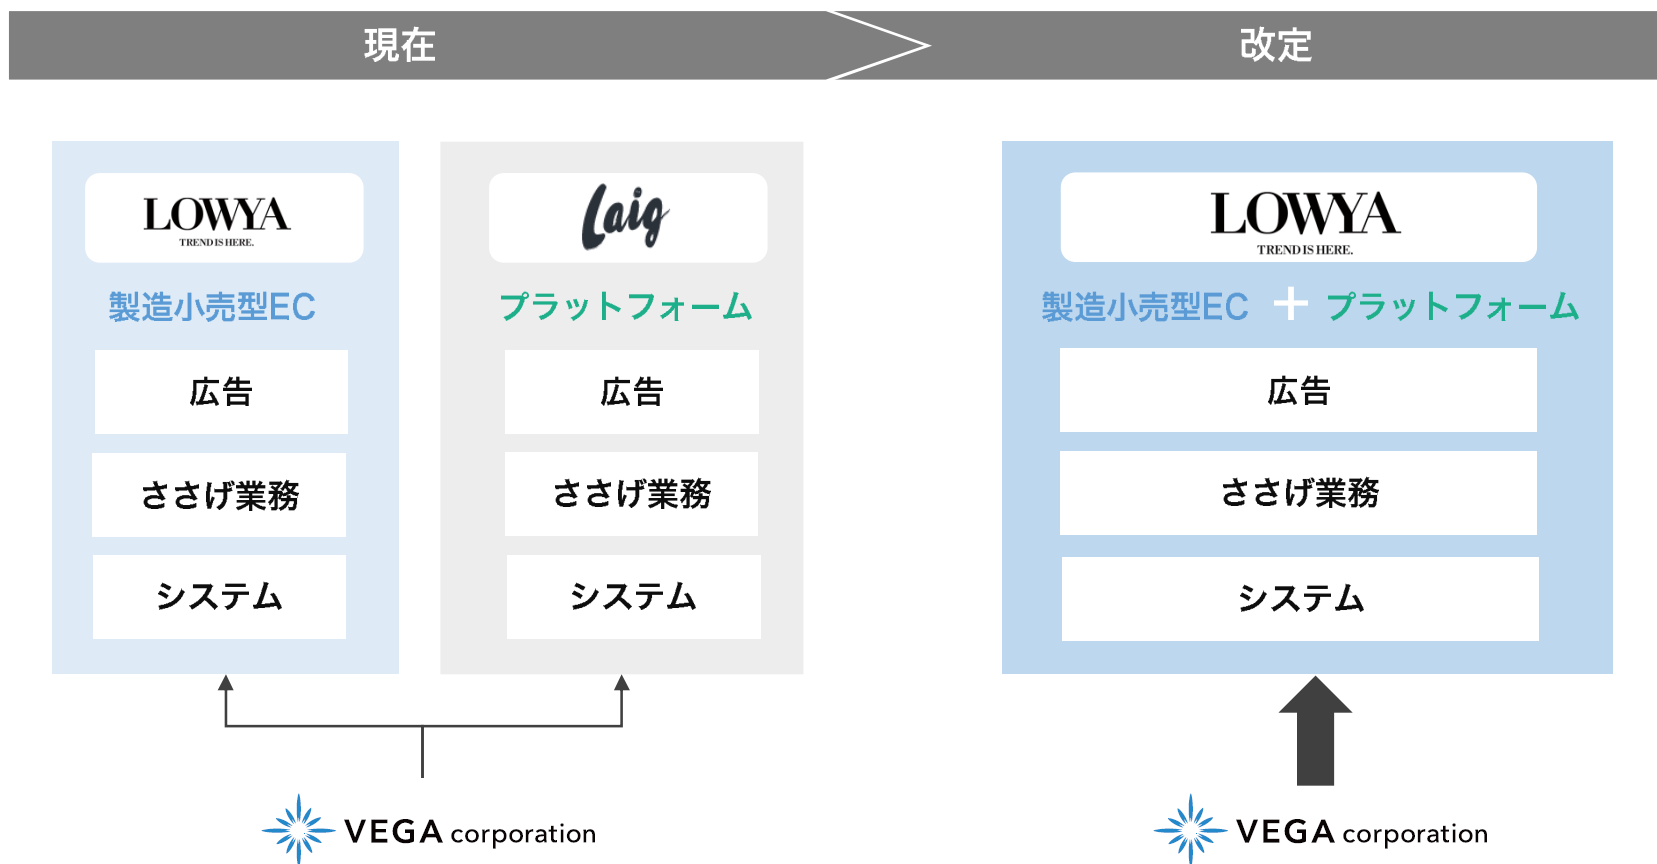 現在
改定
LOWYA
TREND IS HERE.
製造小売型EC
広告
ささげ業務
システム
Laig
プラットフォーム
広告
ささげ業務
システム
VEGA corporation
LOWYA
TREND IS HERE.
製造小売型EC + プラットフォーム
広告
ささげ業務
システム
VEGA corporation